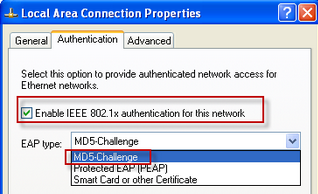 Local Area Connection Properties
General Authentication Advanced
Select this option to provide authenticated network access for
Ethernet networks.
Enable IEEE 802.1x authentication for this network
EAP type: MD5-Challenge
MD5-Challenge
Protected EAP (PEAP)
Smart Card or other Certificate